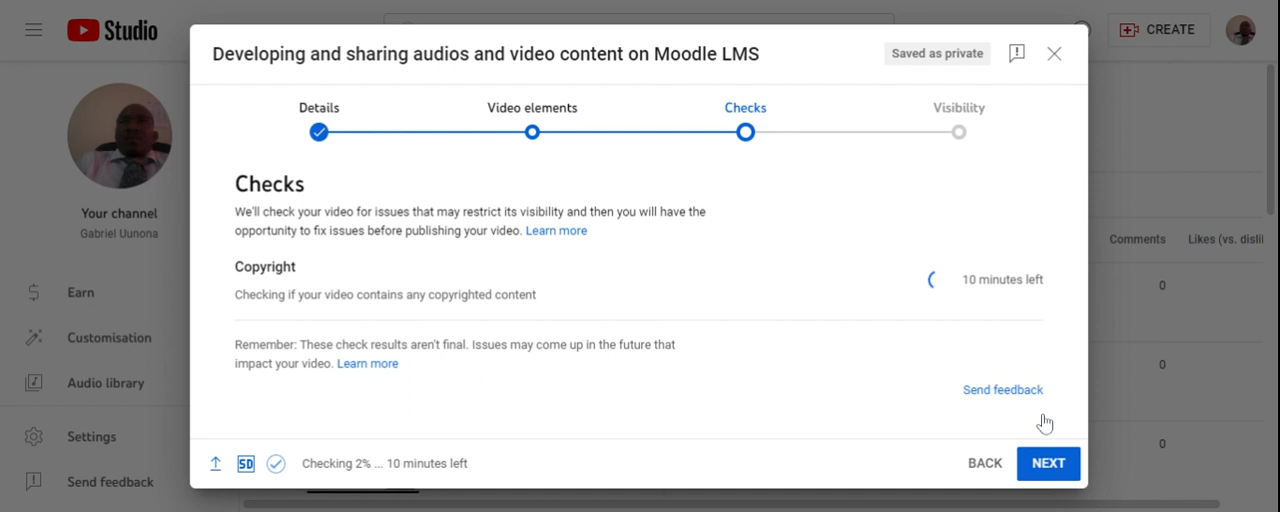 Studio
CREATE
Developing and sharing audios and video content on Moodle LMS
Saved as private
Details
Video elements
Checks
Visibility
Checks
We'll check your video for issues that may restrict its visibility and then you will have the
opportunity to fix issues before publishing your video. Learn more
Copyright
Checking if your video contains any copyrighted content
10 minutes left
Remember: These check results aren't final. Issues may come up in the future that
impact your video. Learn more
Send feedback
SD
Checking 2% ... 10 minutes left
BACK
NEXT
Your channel
Gabriel Uunona
Earn
Customisation
Audio library
Settings
Send feedback
Comments
Likes (vs. disli
0
0
0